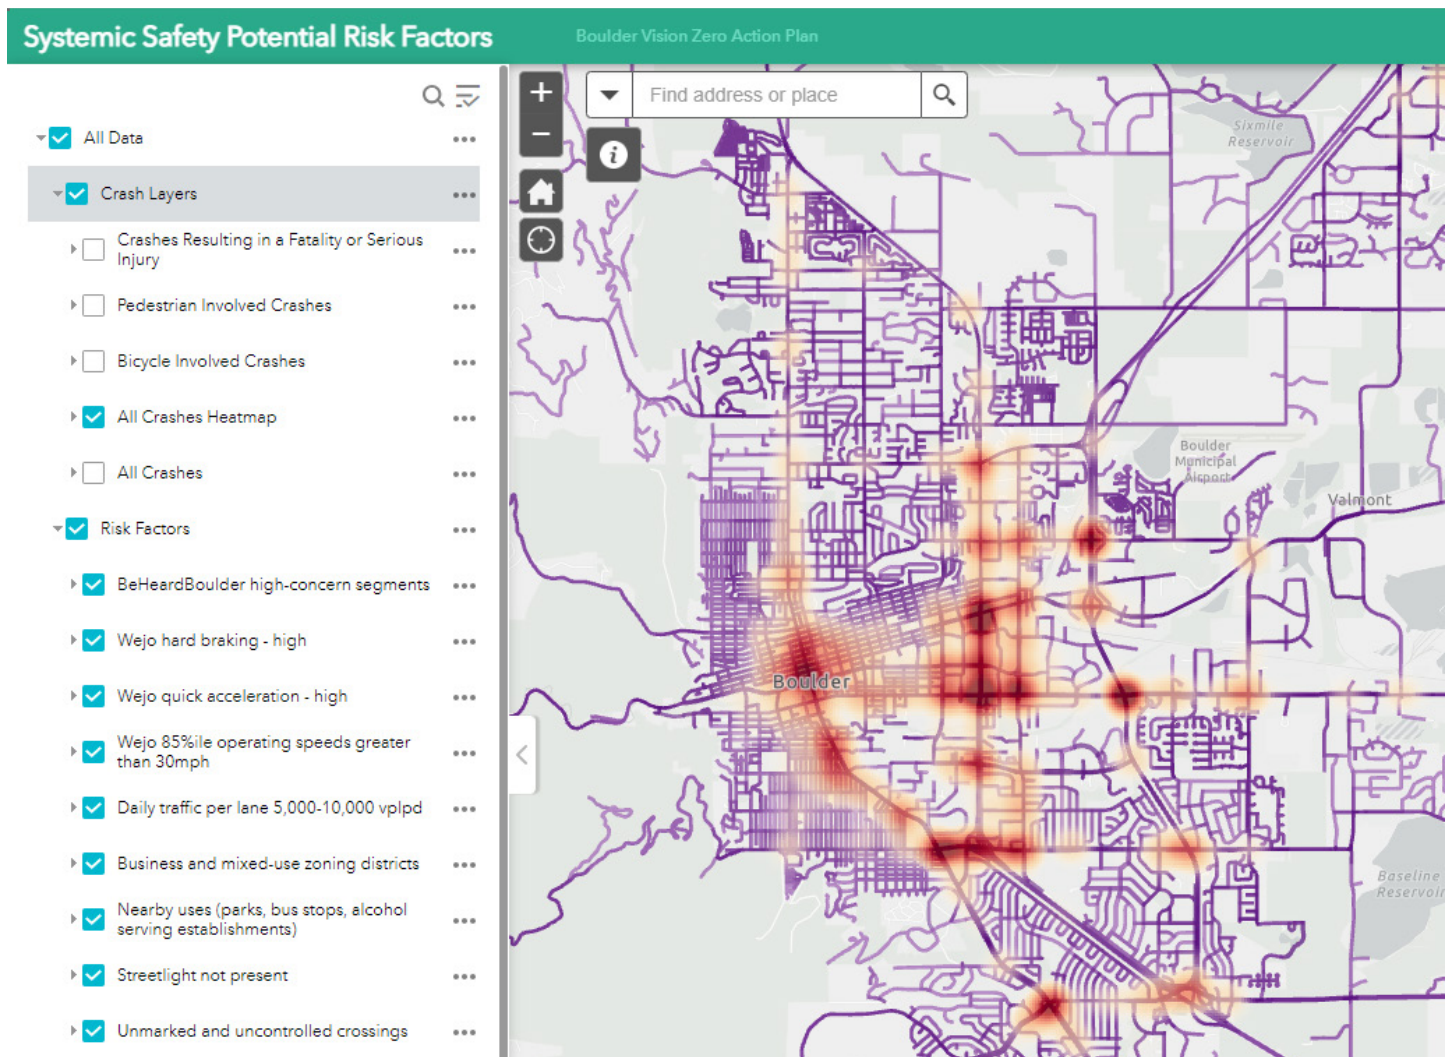 Systemic Safety Potential Risk Factors
Boulder Vision Zero Action Plan
All Data
Crash Layers
Crashes Resulting in a Fatality or Serious
Injury
Pedestrian Involved Crashes
Bicycle Involved Crashes
All Crashes Heatmap
All Crashes
Risk Factors
BeHeardBoulder high-concern segments
Wejo hard braking - high
Wejo quick acceleration - high
Wejo 85%ile operating speeds greater
than 30mph
Daily traffic per lane 5,000-10,000 vplpd
Business and mixed-use zoning districts
Nearby uses (parks, bus stops, alcohol
serving establishments)
Streetlight not present
Unmarked and uncontrolled crossings
Find address or place
Sixmile
Reservoir
Boulder
Municipal
Airport
Valmont
Boulder
Baseline
Reservoir